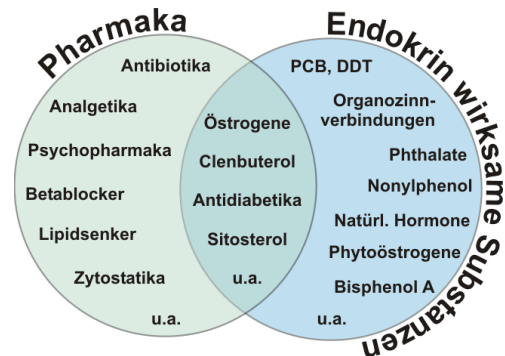 Pharmaka
Antibiotika
Analgetika
Psychopharmaka
Betablocker
Lipidsenker
Zytostatika
u.a.
Östrogene
Clenbuterol
Antidiabetika
Sitosterol
u.a.
Endokrin wirksame Substanzen
PCB, DDT
Organozinn-
verbindungen
Phthalate
Nonylphenol
Natürl. Hormone
Phytoöstrogene
Bisphenol A
u.a.